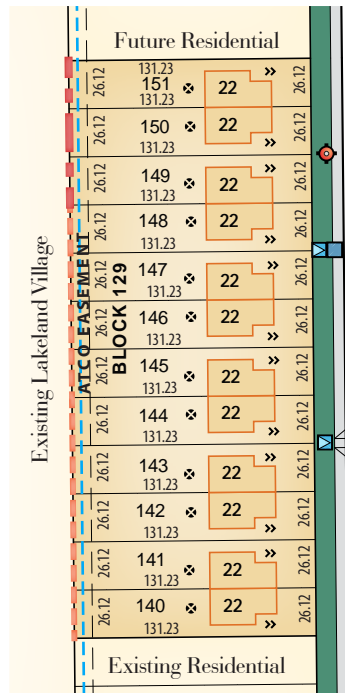 Future Residential
26.12 131.23 26.12
151 22
131.23
26.12 150 22 26.12
131.23
26.12 149 22 26.12
131.23
26.12 148 22 26.12
131.23
26.12 147 22 26.12
131.23
26.12 146 22 26.12
131.23
26.12 145 22 26.12
131.23
26.12 144 22 26.12
131.23
26.12 143 22 26.12
131.23
26.12 142 22 26.12
131.23
26.12 141 22 26.12
131.23
26.12 140 22 26.12
131.23
Existing Residential
Existing Lakeland Village
ATCO EASEMENT
BLOCK 129